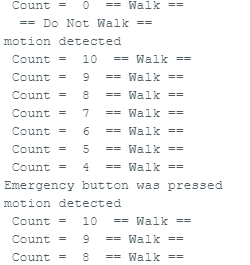 Count =  0  == Walk ==
== Do Not Walk ==
motion detected
Count =  10  == Walk ==
Count =  9  == Walk ==
Count =  8  == Walk ==
Count =  7  == Walk ==
Count =  6  == Walk ==
Count =  5  == Walk ==
Count =  4  == Walk ==
Emergency button was pressed
motion detected
Count =  10  == Walk ==
Count =  9  == Walk ==
Count =  8  == Walk ==